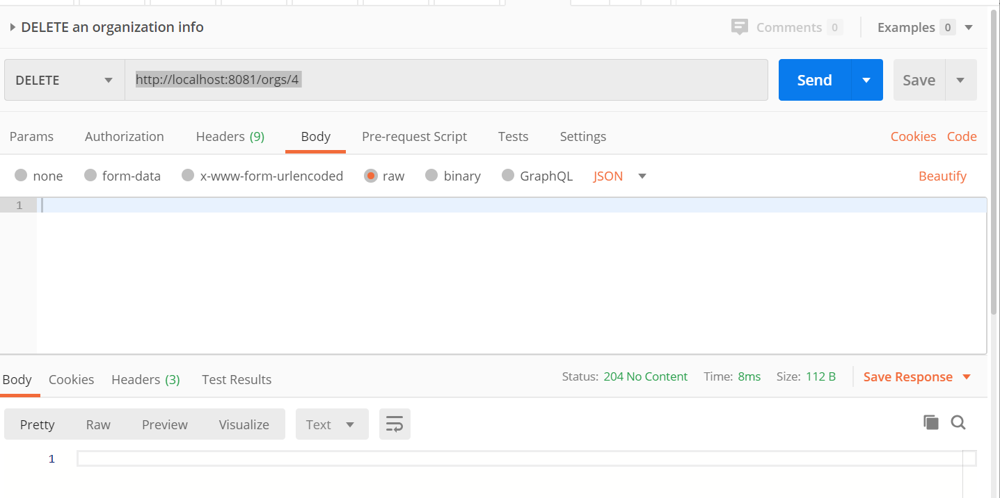 DELETE an organization info Comments 0 Examples 0
DELETE http://localhost:8081/orgs/4 Send Save
Params Authorization Headers (9) Body Pre-request Script Tests Settings Cookies Code
none form-data x-www-form-urlencoded raw binary GraphQL JSON Beautify
1
Body Cookies Headers (3) Test Results Status: 204 No Content Time: 8ms Size: 112 B Save Response
Pretty Raw Preview Visualize Text
1